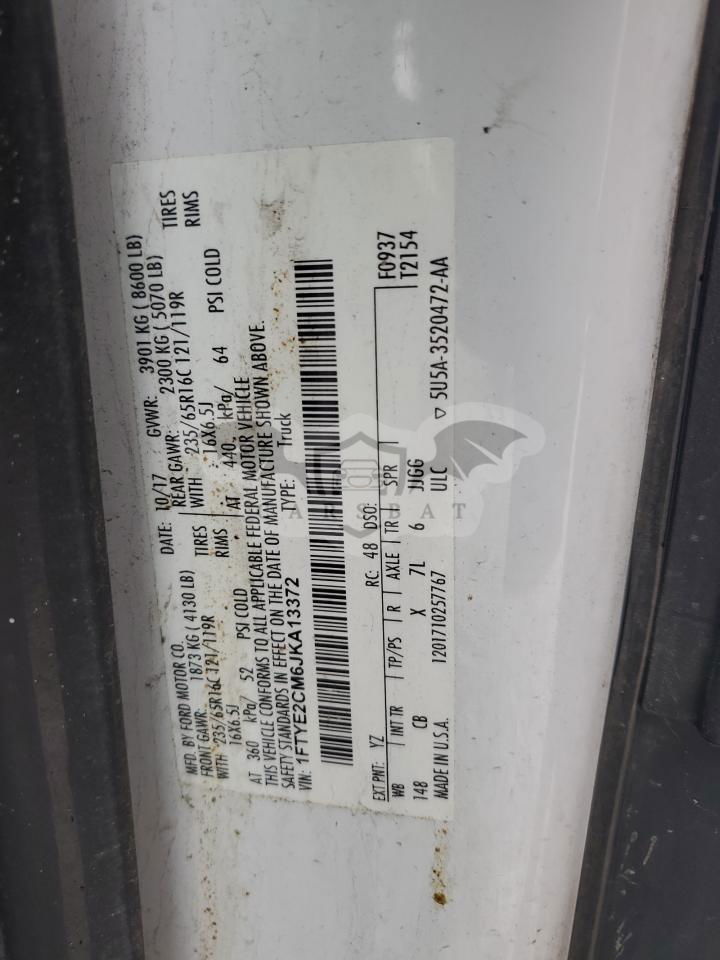 MFD. BY FORD MOTOR CO.
DATE: 10/17 GVWR: 3901 KG ( 8600 LB)
FRONT GAWR: 1873 KG ( 4130 LB) REAR GAWR: 2300 KG ( 5070 LB)
WITH 235/65R16C 121/119R TIRES WITH 235/65R16C 121/119R TIRES
16X6.5J RIMS 16X6.5J RIMS
AT 360 kPa/ 52 PSI COLD AT 440 kPa/ 64 PSI COLD
THIS VEHICLE CONFORMS TO ALL APPLICABLE FEDERAL MOTOR VEHICLE
SAFETY STANDARDS IN EFFECT ON THE DATE OF MANUFACTURE SHOWN ABOVE.
VIN: 1FTYE2CM6JKA13372 TYPE: Truck
EXT PNT: YZ RC: 48 DSO: F0937
WB INT TR TP/PS R AXLE TR SPR T2154
148 CB X 7L 6 JJGG
MADE IN U.S.A. 1201710257767 ULC ▽ 5U5A-3520472-AA
ARSBAT